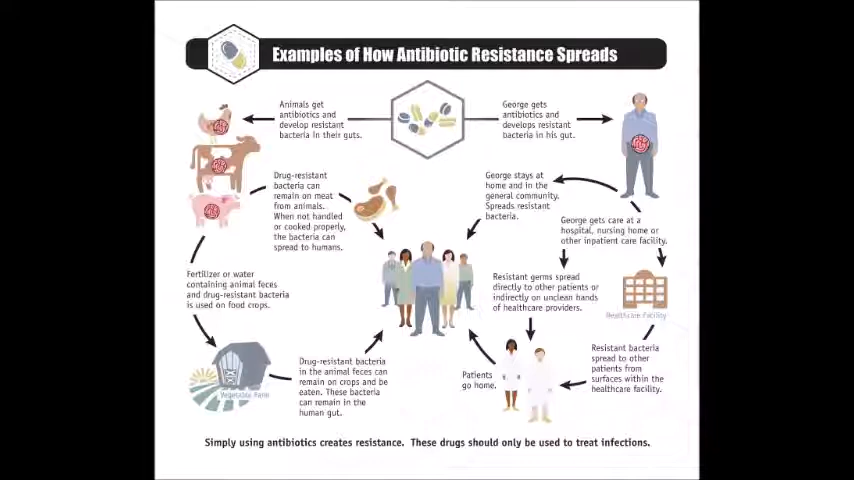 Examples of How Antibiotic Resistance Spreads
Animals get
antibiotics and
develop resistant
bacteria in their guts.
George gets
antibiotics and
develops resistant
bacteria in his gut.
Drug-resistant
bacteria can
remain on meat
from animals.
When not handled
or cooked properly,
the bacteria can
spread to humans.
George stays at
home and in the
general community.
Spreads resistant
bacteria.
George gets care at a
hospital, nursing home or
other inpatient care facility.
Fertilizer or water
containing animal feces
and drug-resistant bacteria
is used on food crops.
Resistant germs spread
directly to other patients or
indirectly on unclean hands
of healthcare providers.
Healthcare Facility
Vegetable Farm
Drug-resistant bacteria
in the animal feces can
remain on crops and be
eaten. These bacteria
can remain in the
human gut.
Patients
go home.
Resistant bacteria
spread to other
patients from
surfaces within the
healthcare facility.
Simply using antibiotics creates resistance. These drugs should only be used to treat infections.